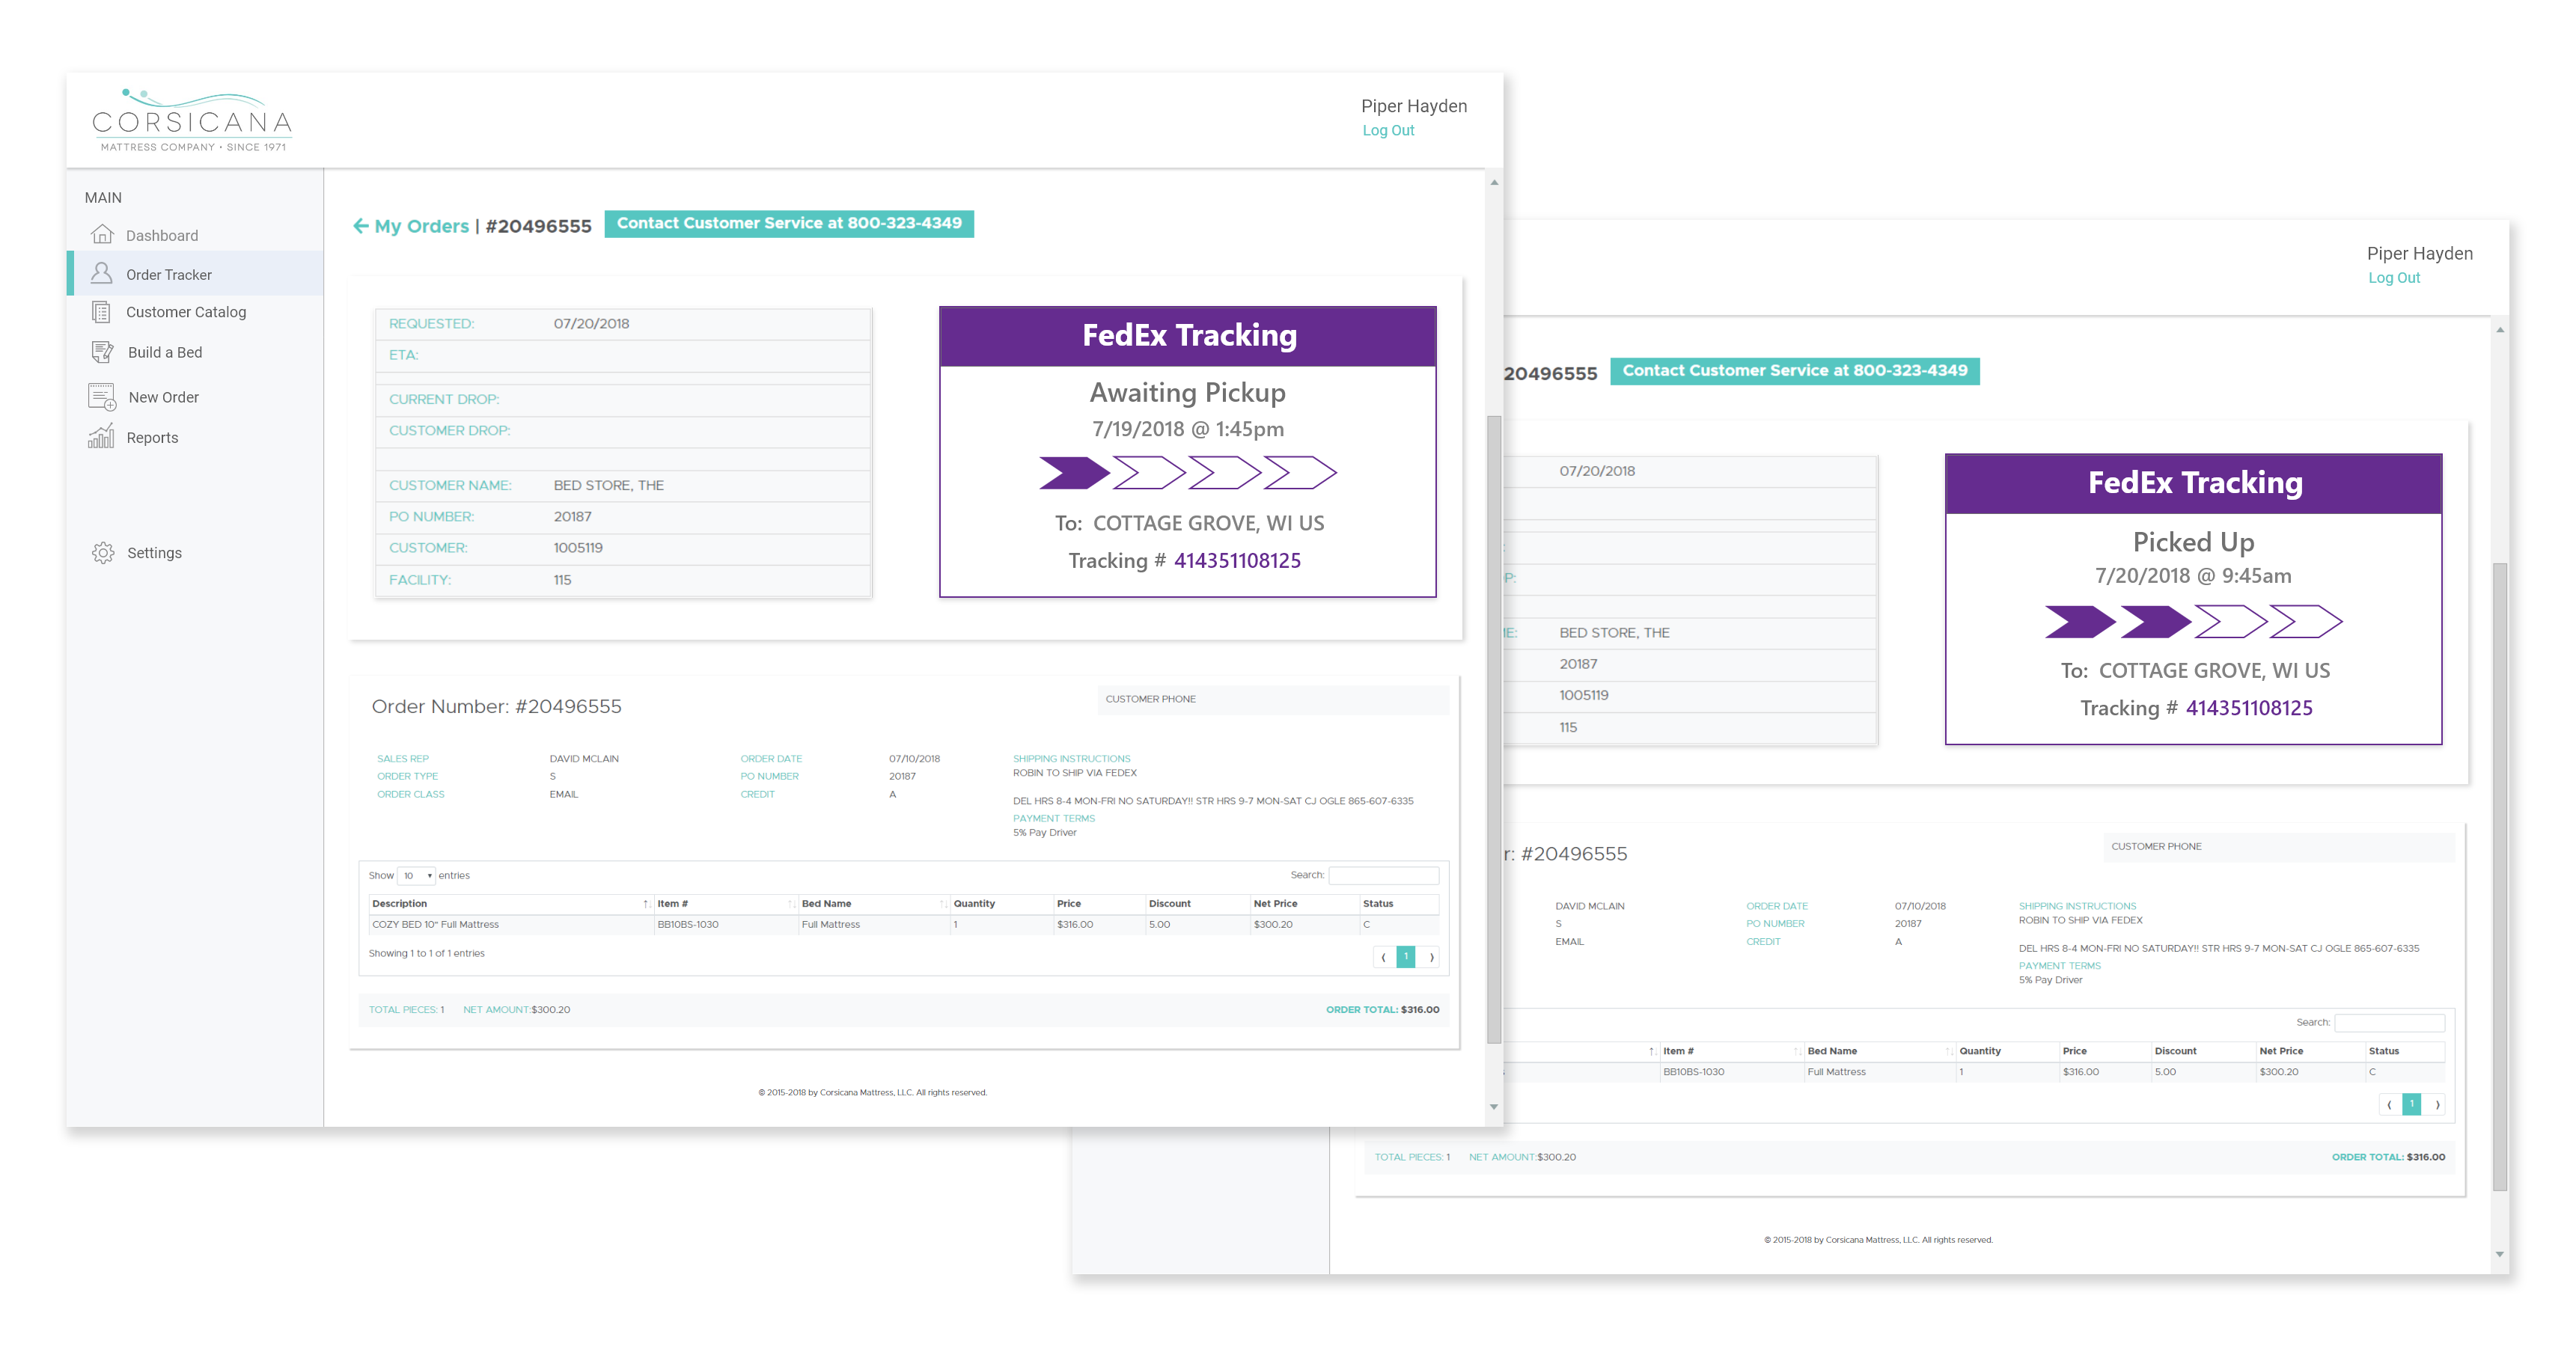 CORSICANA
MATTRESS COMPANY • SINCE 1971
Piper Hayden
Log Out
MAIN
Dashboard
Order Tracker
Customer Catalog
Build a Bed
New Order
Reports
Settings
My Orders | #20496555 Contact Customer Service at 800-323-4349
REQUESTED: 07/20/2018
ETA:
CURRENT DROP:
CUSTOMER DROP:
CUSTOMER NAME: BED STORE, THE
PO NUMBER: 20187
CUSTOMER: 1005119
FACILITY: 115
FedEx Tracking
Awaiting Pickup
7/19/2018 @ 1:45pm
To: COTTAGE GROVE, WI US
Tracking # 414351108125
Order Number: #20496555
CUSTOMER PHONE
SALES REP DAVID MCLAIN ORDER DATE 07/10/2018 SHIPPING INSTRUCTIONS
ORDER TYPE S PO NUMBER 20187 ROBIN TO SHIP VIA FEDEX
ORDER CLASS EMAIL CREDIT A
DEL HRS 8-4 MON-FRI NO SATURDAY!! STR HRS 9-7 MON-SAT CJ OGLE 865-607-6335
PAYMENT TERMS
5% Pay Driver
Show 10 entries Search:
Description Item # Bed Name Quantity Price Discount Net Price Status
COZY BED 10" Full Mattress BB10BS-1030 Full Mattress 1 $316.00 5.00 $300.20 C
Showing 1 to 1 of 1 entries 1
TOTAL PIECES: 1 NET AMOUNT:$300.20 ORDER TOTAL: $316.00
© 2015-2018 by Corsicana Mattress, LLC. All rights reserved.
Piper Hayden
Log Out
20496555 Contact Customer Service at 800-323-4349
07/20/2018
P:
E: BED STORE, THE
20187
1005119
115
FedEx Tracking
Picked Up
7/20/2018 @ 9:45am
To: COTTAGE GROVE, WI US
Tracking # 414351108125
r: #20496555
CUSTOMER PHONE
DAVID MCLAIN ORDER DATE 07/10/2018 SHIPPING INSTRUCTIONS
S PO NUMBER 20187 ROBIN TO SHIP VIA FEDEX
EMAIL CREDIT A
DEL HRS 8-4 MON-FRI NO SATURDAY!! STR HRS 9-7 MON-SAT CJ OGLE 865-607-6335
PAYMENT TERMS
5% Pay Driver
Search:
Item # Bed Name Quantity Price Discount Net Price Status
BB10BS-1030 Full Mattress 1 $316.00 5.00 $300.20 C
1
TOTAL PIECES: 1 NET AMOUNT:$300.20 ORDER TOTAL: $316.00
© 2015-2018 by Corsicana Mattress, LLC. All rights reserved.